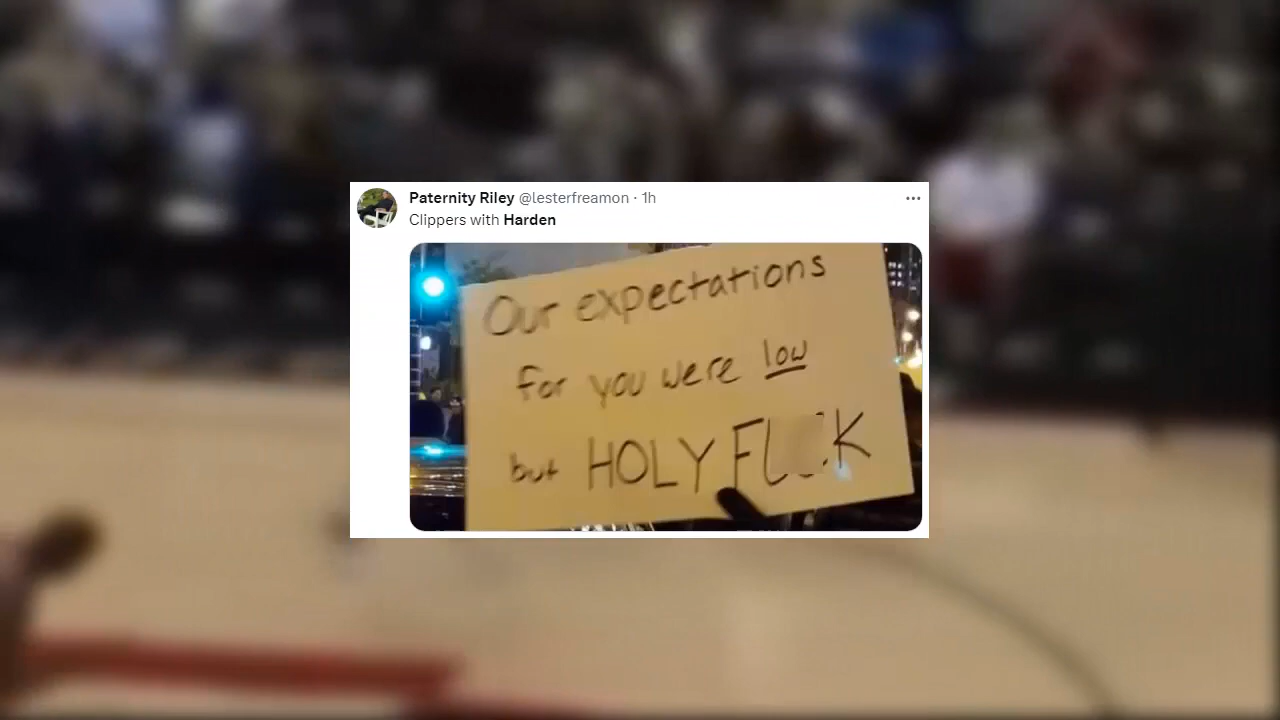 Paternity Riley @lesterfreamon · 1h
Clippers with Harden
Our expectations
for you were low
but HOLY